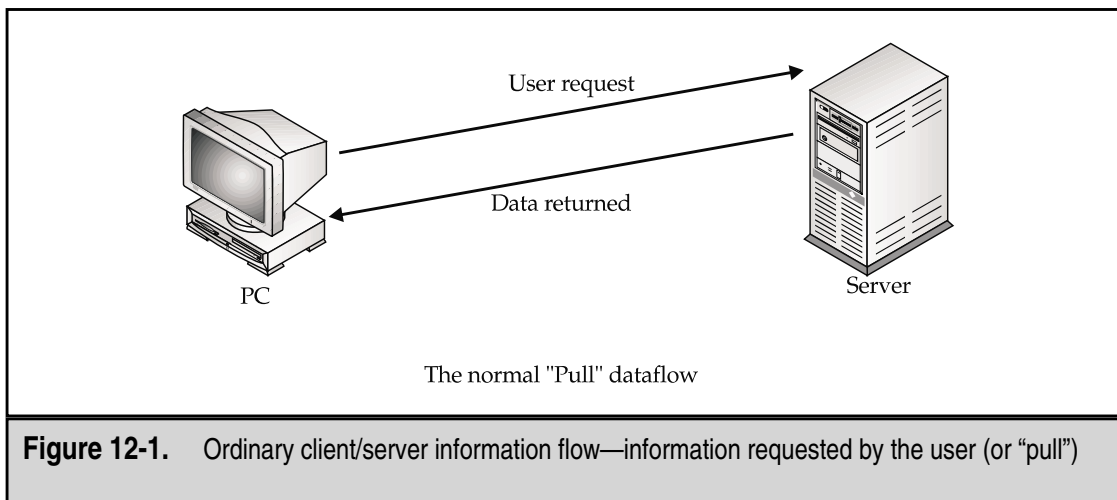 User request
Data returned
PC
Server
The normal "Pull" dataflow
Figure 12-1. Ordinary client/server information flow—information requested by the user (or “pull”)